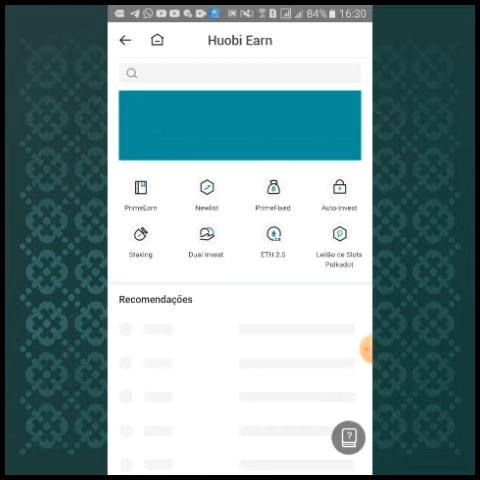 84% 16:30
Huobi Earn
PrimeEarn
Newlist
PrimeFixed
Auto-Invest
Staking
Dual Invest
ETH 2.0
Leilão de Slots
Polkadot
Recomendações